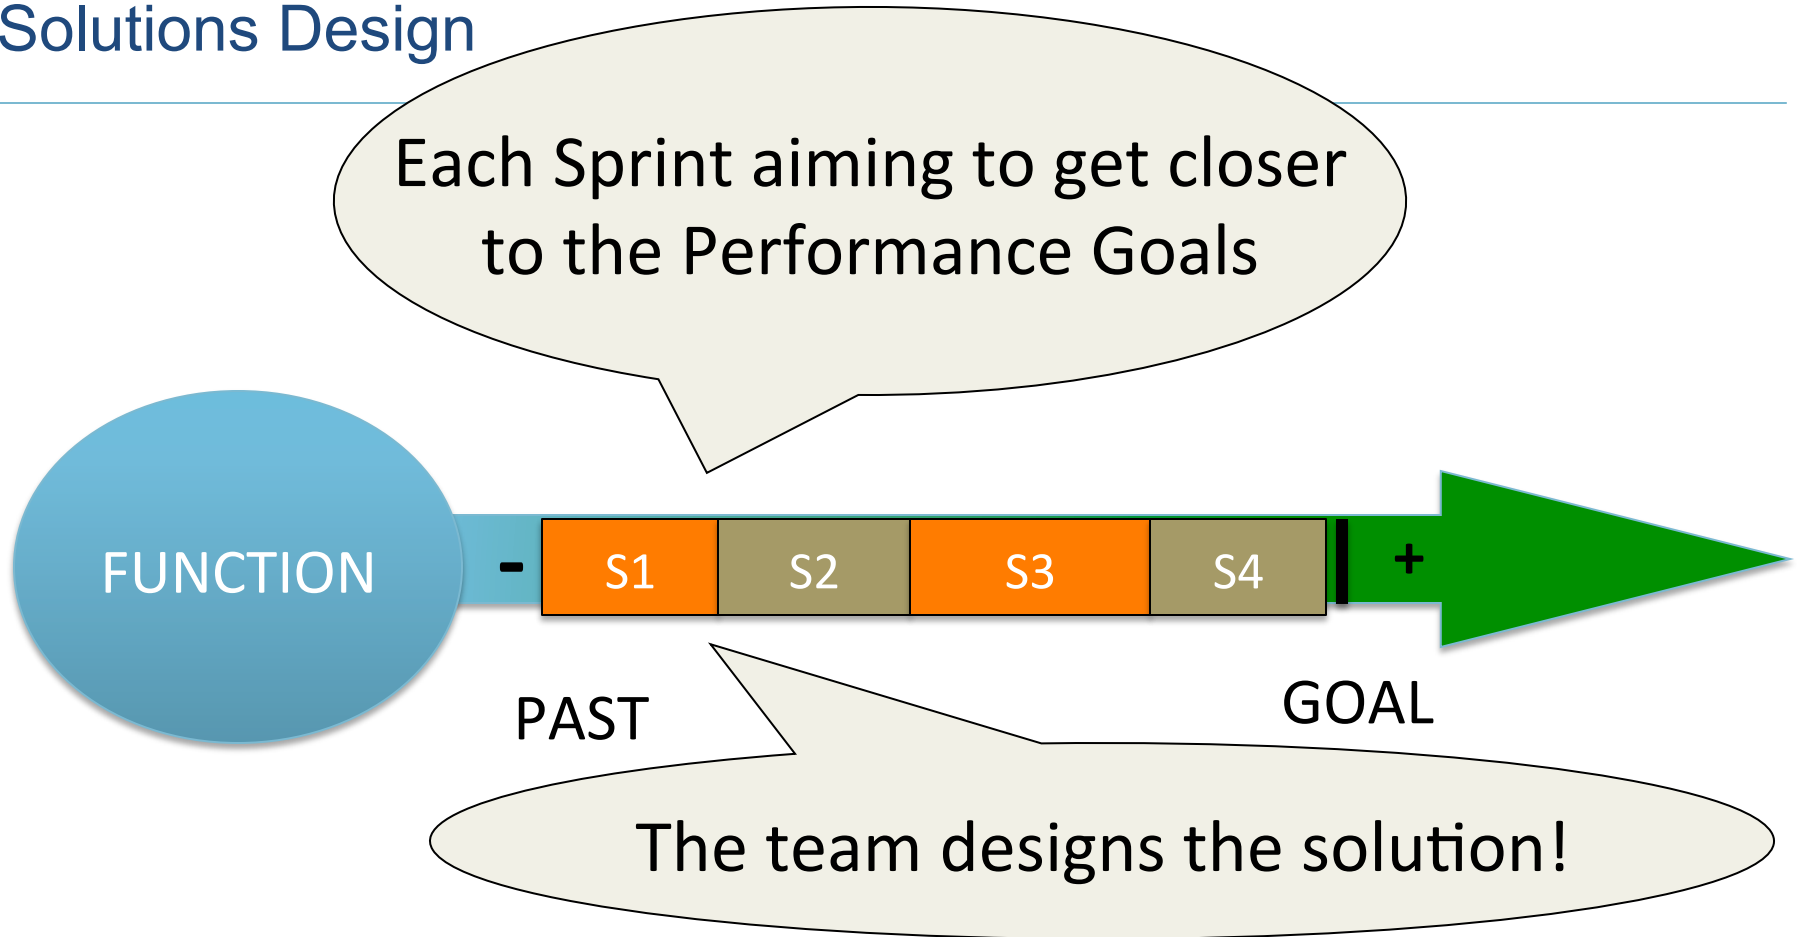 Solutions Design
Each Sprint aiming to get closer
to the Performance Goals
FUNCTION
-
S1
S2
S3
S4
+
PAST
GOAL
The team designs the solution!